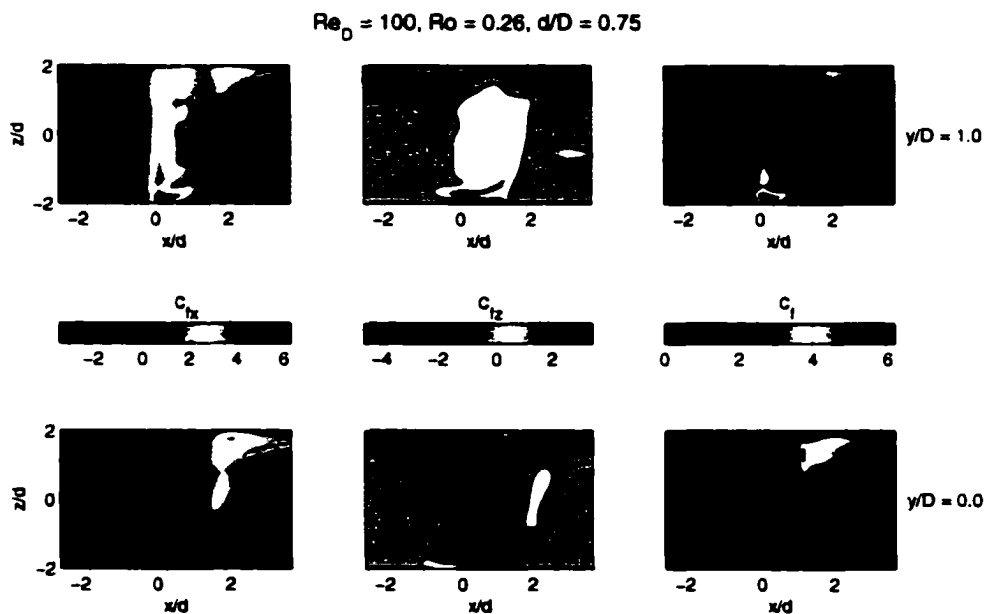 Re_D = 100, Ro = 0.26, d/D = 0.75
2
0
-2
z/d
-2 0 2
x/d
-2 0 2
x/d
-2 0 2
x/d
y/D = 1.0
C_fx
-2 0 2 4 6
C_fz
-4 -2 0 2 4
C_f
0 2 4 6
2
0
-2
z/d
-2 0 2
x/d
-2 0 2
x/d
-2 0 2
x/d
y/D = 0.0